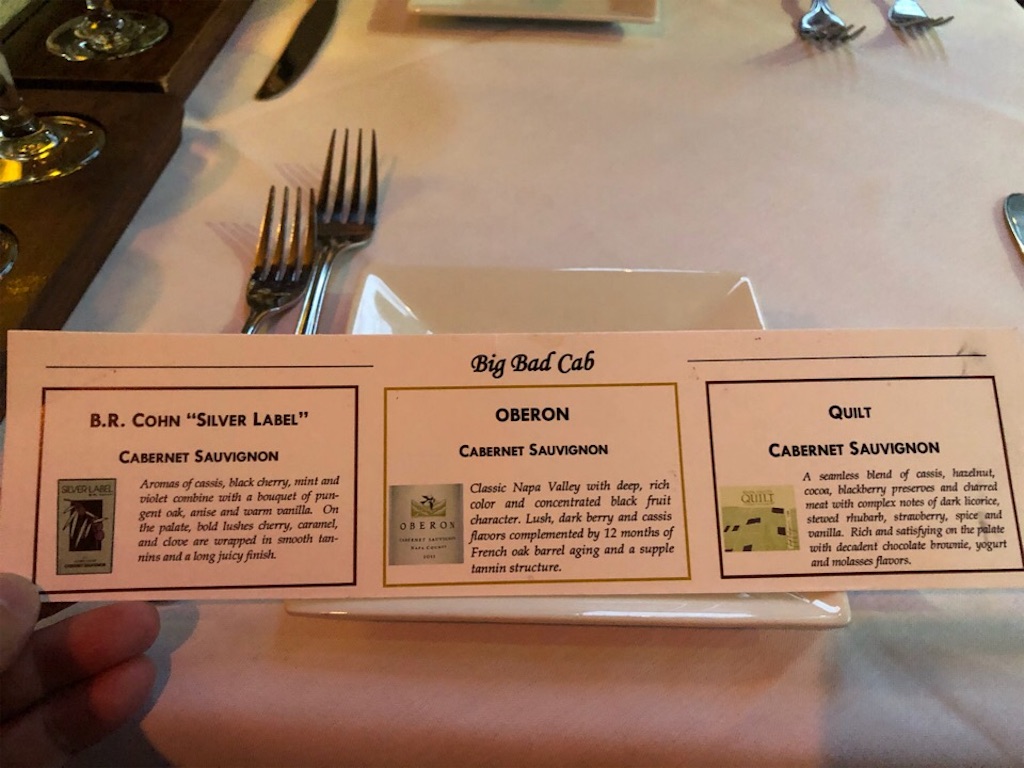 Big Bad Cab
B.R. COHN "SILVER LABEL"
CABERNET SAUVIGNON
SILVER LABEL
Aromas of cassis, black cherry, mint and
violet combine with a bouquet of pun-
gent oak, anise and warm vanilla. On
the palate, bold lushes cherry, caramel,
and clove are wrapped in smooth tan-
nins and a long juicy finish.
OBERON
CABERNET SAUVIGNON
OBERON
CABERNET SAUVIGNON
NAPA COUNTY
Classic Napa Valley with deep, rich
color and concentrated black fruit
character. Lush, dark berry and cassis
flavors complemented by 12 months of
French oak barrel aging and a supple
tannin structure.
QUILT
CABERNET SAUVIGNON
QUILT
A seamless blend of cassis, hazelnut,
cocoa, blackberry preserves and charred
meat with complex notes of dark licorice,
stewed rhubarb, strawberry, spice and
vanilla. Rich and satisfying on the palate
with decadent chocolate brownie, yogurt
and molasses flavors.